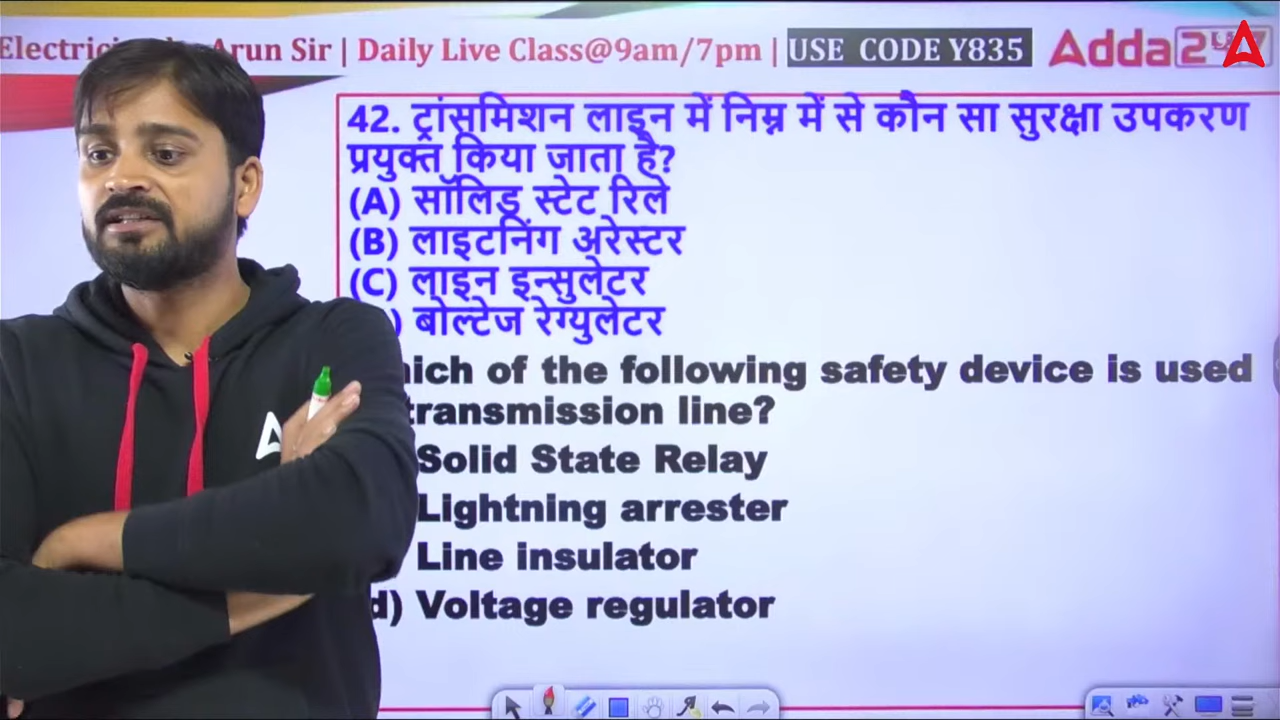 Arun Sir | Daily Live Class@9am/7pm | USE CODE Y835
42. ट्रांसमिशन लाइन में निम्न में से कौन सा सुरक्षा उपकरण
प्रयुक्त किया जाता है?
(A) सॉलिड स्टेट रिले
(B) लाइटनिंग अरेस्टर
(C) लाइन इन्सुलेटर
) बोल्टेज रेग्युलेटर
of the following safety device is used
transmission line?
Solid State Relay
Lightning arrester
Line insulator
d) Voltage regulator